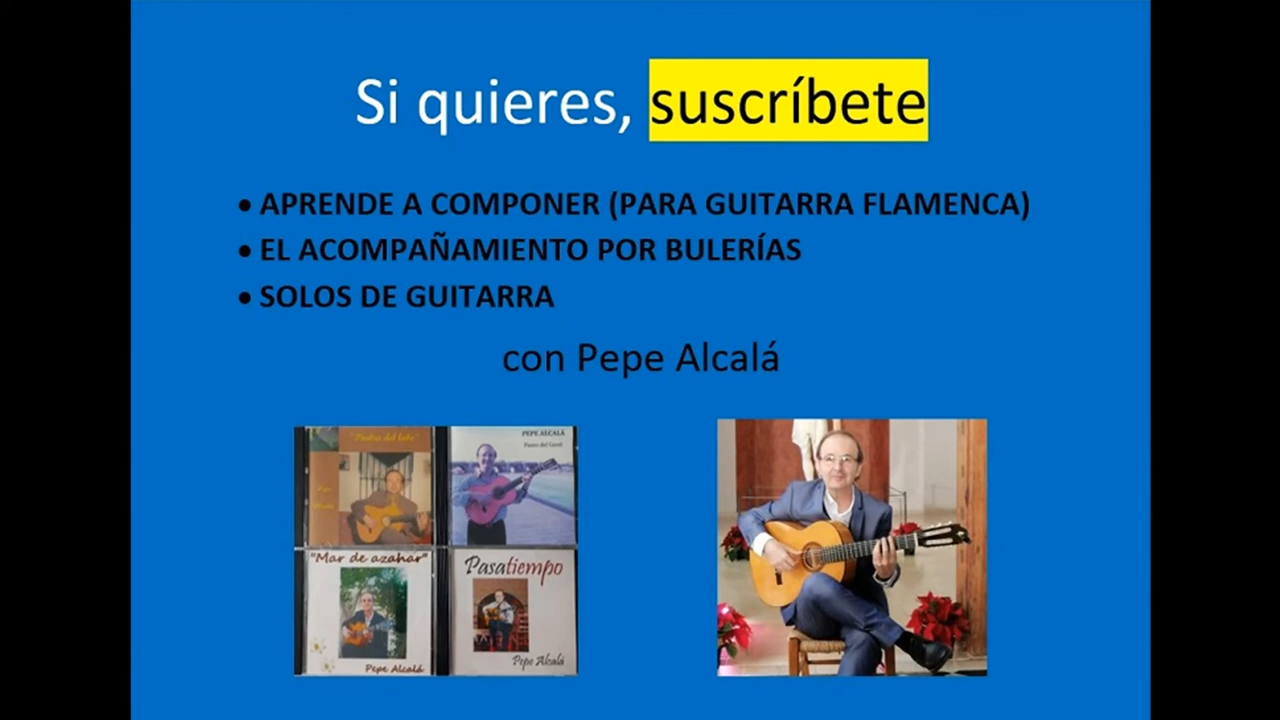 Si quieres, suscríbete
• APRENDE A COMPONER (PARA GUITARRA FLAMENCA)
• EL ACOMPAÑAMIENTO POR BULERÍAS
• SOLOS DE GUITARRA
con Pepe Alcalá
PEPE ALCALÁ
"Mar de azahar"
Pepe Alcalá
Pasatiempo
Pepe Alcalá